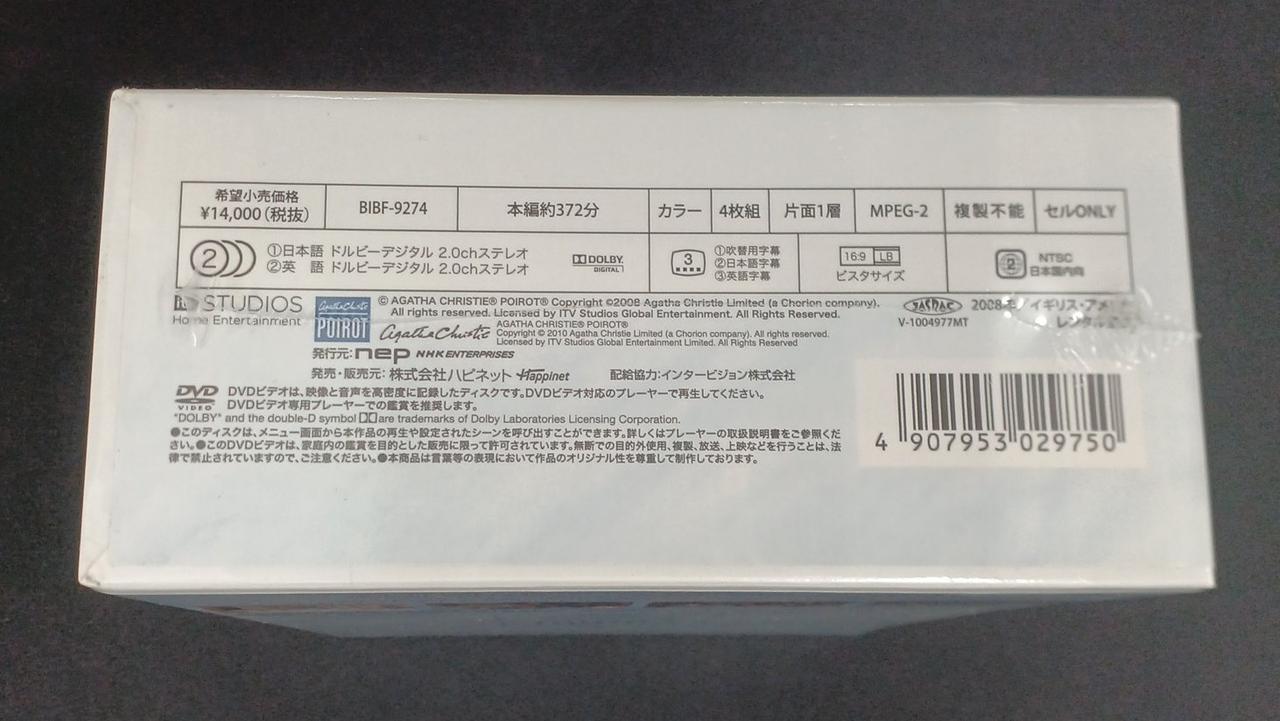 希望小売価格
¥14,000(税抜)
BIBF-9274
本編約372分
カラー
4枚組
片面1層
MPEG-2
複製不能
セルONLY
2
①日本語 ドルビーデジタル 2.0chステレオ
②英 語 ドルビーデジタル 2.0chステレオ
DOLBY
DIGITAL
3
①吹替用字幕
②日本語字幕
③英語字幕
16:9 LB
ビスタサイズ
2
NTSC
日本国内向
STUDIOS
Home Entertainment
Agatha Christie
POIROT
© AGATHA CHRISTIE® POIROT® Copyright ©2008 Agatha Christie Limited (a Chorion company).
All rights reserved. Licensed by ITV Studios Global Entertainment. All Rights Reserved.
Agatha Christie
AGATHA CHRISTIE® POIROT®
Copyright © 2010 Agatha Christie Limited (a Chorion company). All rights reserved.
Licensed by ITV Studios Global Entertainment Limited. All Rights Reserved
JASRAC
V-1004977MT
2008
イギリス・アメ
レンタル
発行元:nep NHK ENTERPRISES
発売・販売元:株式会社ハピネット Happinet 配給協力:インタービジョン株式会社
DVD
VIDEO
DVDビデオは、映像と音声を高密度に記録したディスクです。DVDビデオ対応のプレーヤーで再生してください。
DVDビデオ専用プレーヤーでの鑑賞を推奨します。
"DOLBY" and the double-D symbol are trademarks of Dolby Laboratories Licensing Corporation.
●このディスクは、メニュー画面から本作品の再生や設定されたシーンを呼び出すことができます。詳しくはプレーヤーの取扱説明書をご参照くだ
さい。●このDVDビデオは、家庭内の鑑賞を目的とした販売に限って許可されています。無断での目的外使用、複製、放送、上映などを行うことは、法
律で禁止されていますので、ご注意ください。●本商品は言葉等の表現において作品のオリジナル性を尊重して制作しております。
4 907953 029750